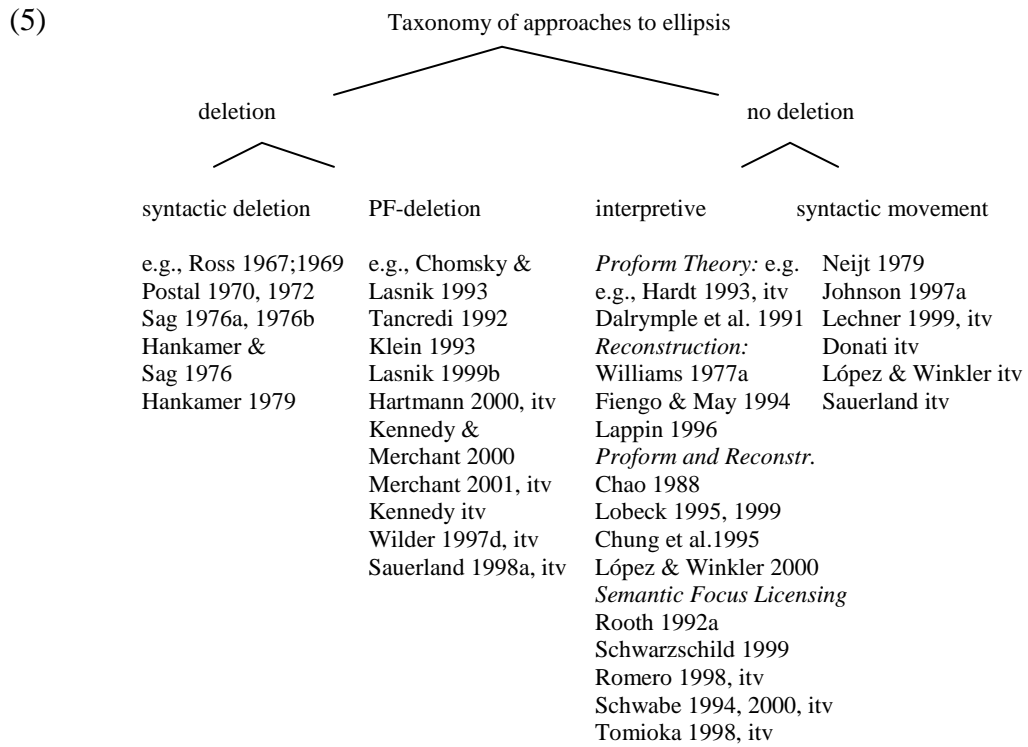 (5)
Taxonomy of approaches to ellipsis
deletion
no deletion
syntactic deletion
e.g., Ross 1967;1969
Postal 1970, 1972
Sag 1976a, 1976b
Hankamer &
Sag 1976
Hankamer 1979
PF-deletion
e.g., Chomsky &
Lasnik 1993
Tancredi 1992
Klein 1993
Lasnik 1999b
Hartmann 2000, itv
Kennedy &
Merchant 2000
Merchant 2001, itv
Kennedy itv
Wilder 1997d, itv
Sauerland 1998a, itv
interpretive
Proform Theory: e.g.
e.g., Hardt 1993, itv
Dalrymple et al. 1991
Reconstruction:
Williams 1977a
Fiengo & May 1994
Lappin 1996
Proform and Reconstr.
Chao 1988
Lobeck 1995, 1999
Chung et al.1995
López & Winkler 2000
Semantic Focus Licensing
Rooth 1992a
Schwarzschild 1999
Romero 1998, itv
Schwabe 1994, 2000, itv
Tomioka 1998, itv
syntactic movement
Neijt 1979
Johnson 1997a
Lechner 1999, itv
Donati itv
López & Winkler itv
Sauerland itv